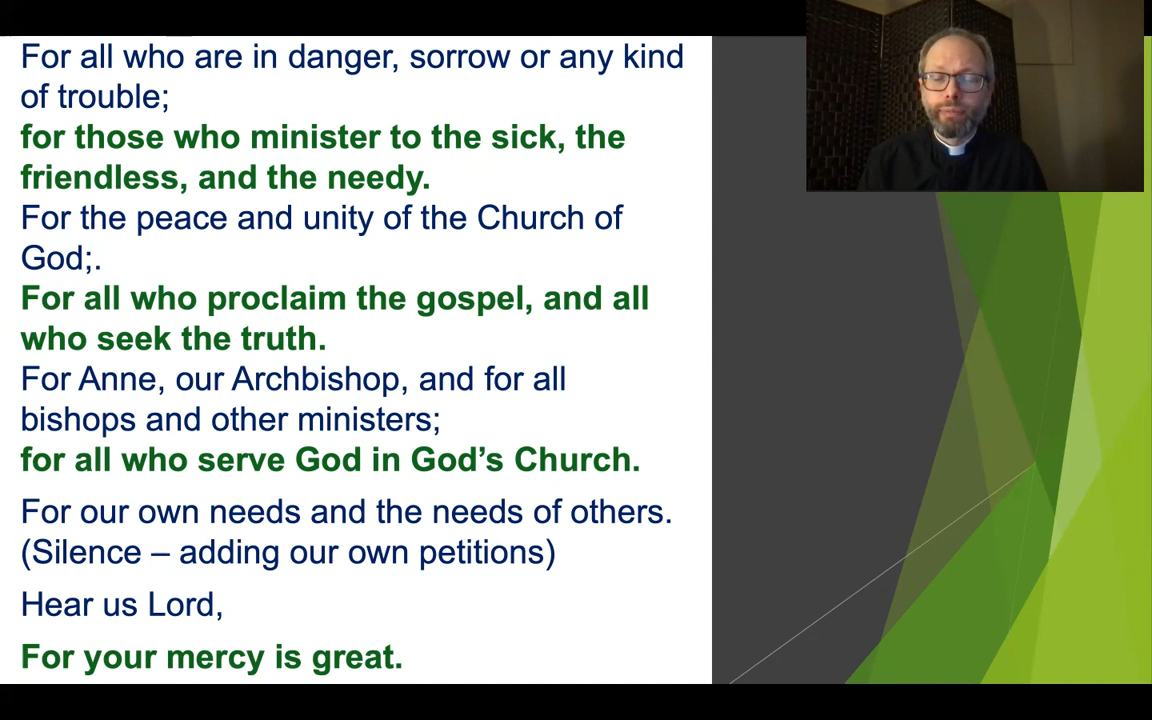 For all who are in danger, sorrow or any kind
of trouble;
for those who minister to the sick, the
friendless, and the needy.
For the peace and unity of the Church of
God;.
For all who proclaim the gospel, and all
who seek the truth.
For Anne, our Archbishop, and for all
bishops and other ministers;
for all who serve God in God’s Church.
For our own needs and the needs of others.
(Silence – adding our own petitions)
Hear us Lord,
For your mercy is great.